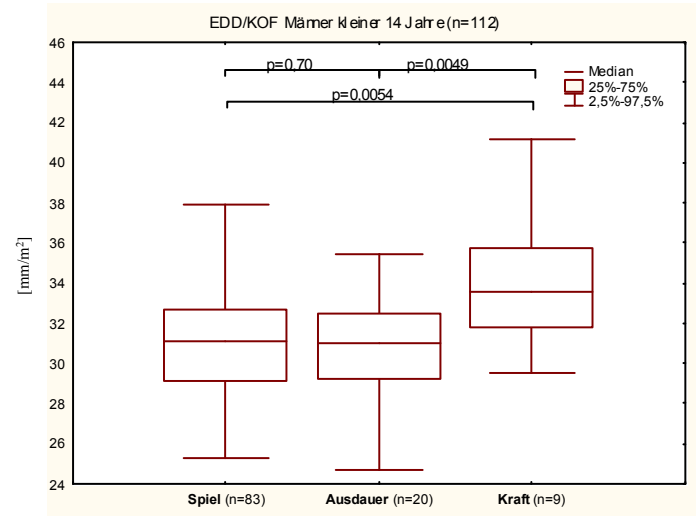 EDD/KOF Männer kleiner 14 Jahre (n=112)
46
44
42
40
38
36
34
32
30
28
26
24
[mm/m²]
p=0,70
p=0,0049
p=0,0054
Median
25%-75%
2,5%-97,5%
Spiel (n=83)
Ausdauer (n=20)
Kraft (n=9)